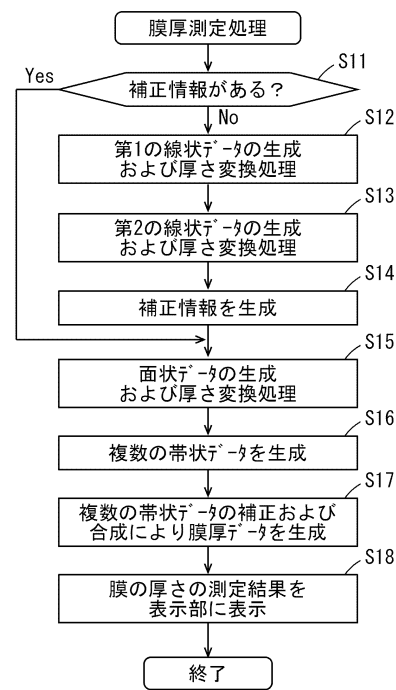 膜厚測定処理
S11
Yes
補正情報がある？
No
S12
第1の線状ﾃﾞｰﾀの生成
および厚さ変換処理
S13
第2の線状ﾃﾞｰﾀの生成
および厚さ変換処理
S14
補正情報を生成
S15
面状ﾃﾞｰﾀの生成
および厚さ変換処理
S16
複数の帯状ﾃﾞｰﾀを生成
S17
複数の帯状ﾃﾞｰﾀの補正および
合成により膜厚ﾃﾞｰﾀを生成
S18
膜の厚さの測定結果を
表示部に表示
終了